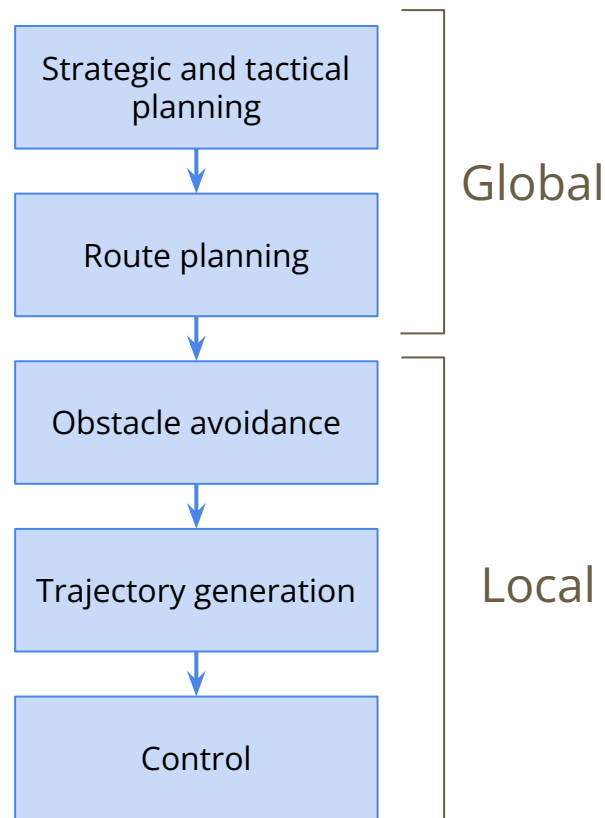 Strategic and tactical
planning
Global
Route planning
Obstacle avoidance
Trajectory generation
Local
Control